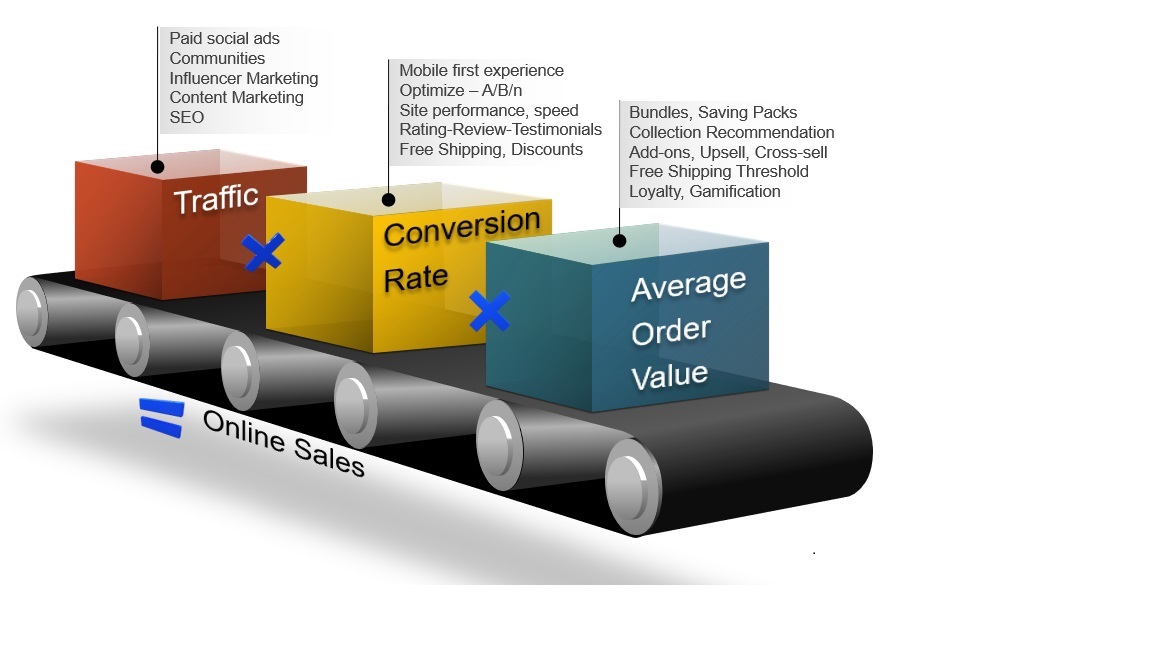 Paid social ads
Communities
Influencer Marketing
Content Marketing
SEO
Mobile first experience
Optimize – A/B/n
Site performance, speed
Rating-Review-Testimonials
Free Shipping, Discounts
Bundles, Saving Packs
Collection Recommendation
Add-ons, Upsell, Cross-sell
Free Shipping Threshold
Loyalty, Gamification
Traffic
Conversion
Rate
Average
Order
Value
Online Sales